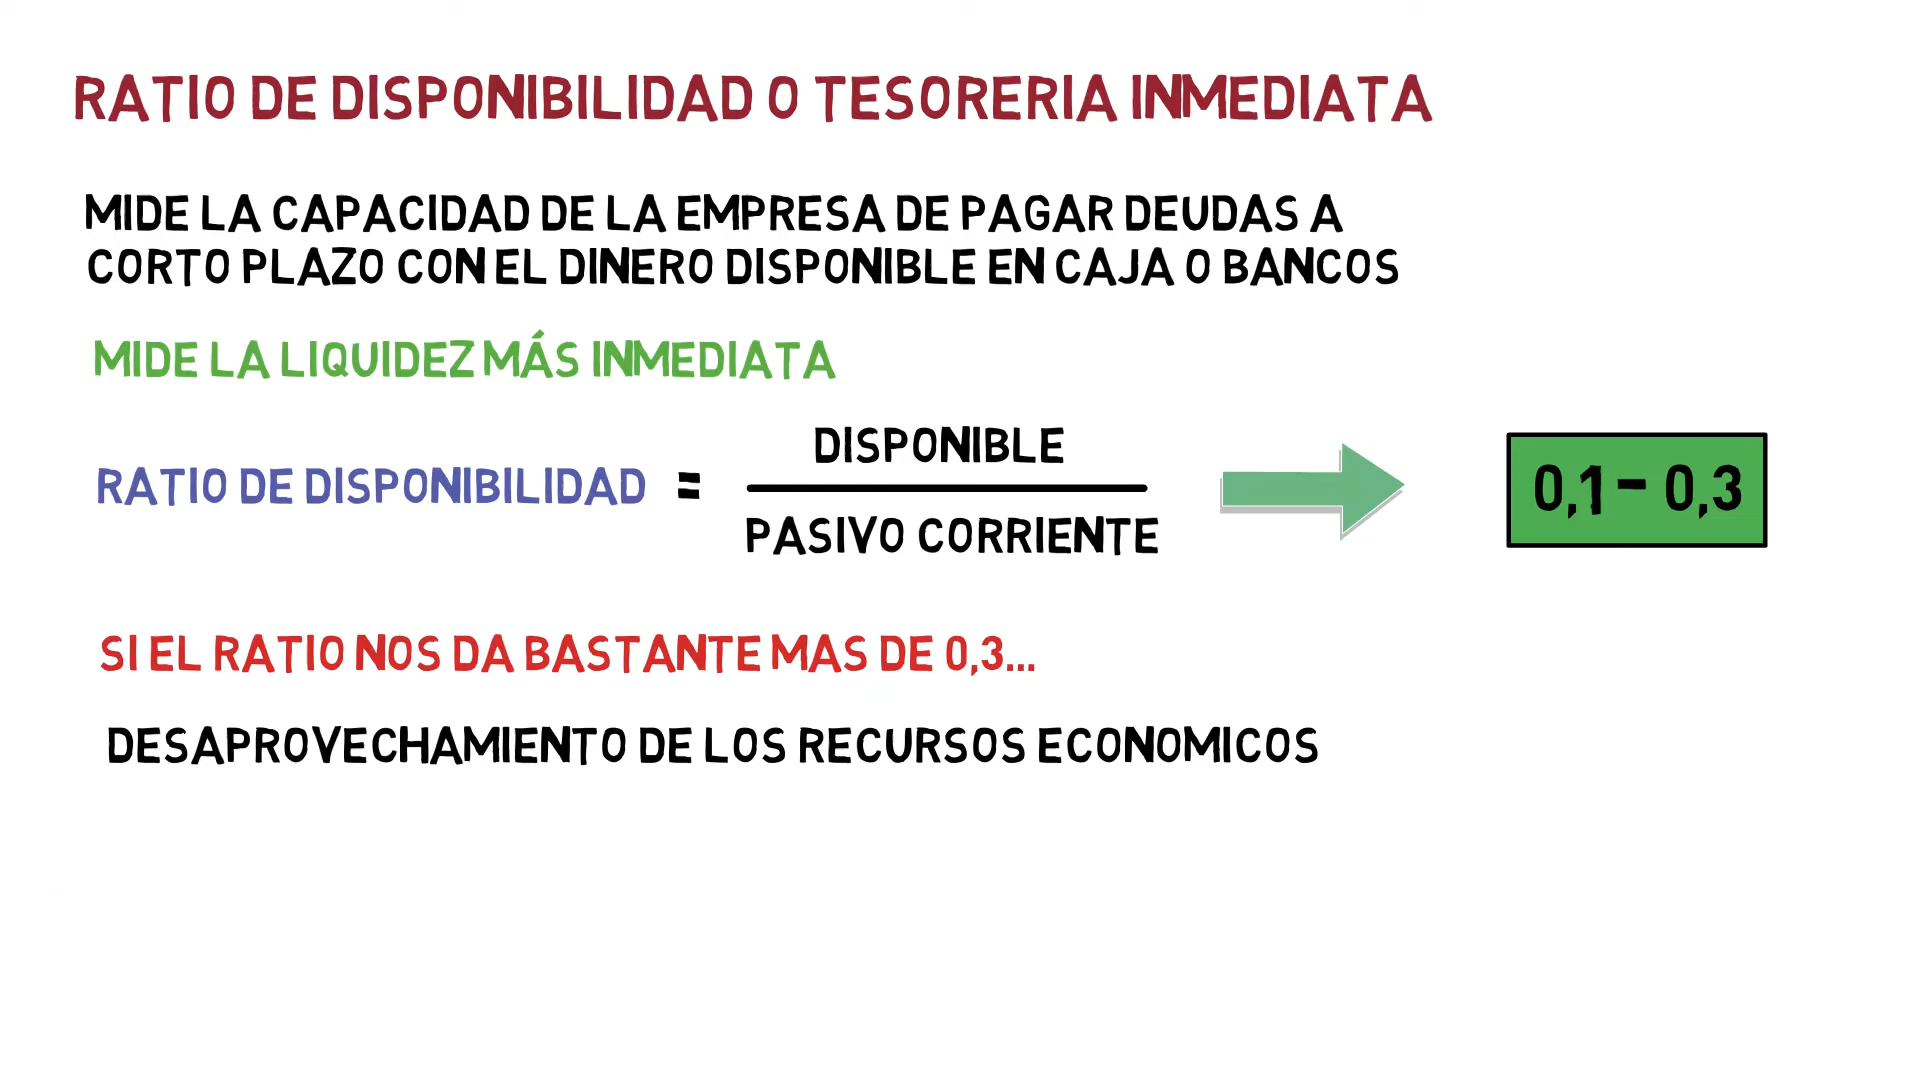 RATIO DE DISPONIBILIDAD O TESORERIA INMEDIATA
MIDE LA CAPACIDAD DE LA EMPRESA DE PAGAR DEUDAS A
CORTO PLAZO CON EL DINERO DISPONIBLE EN CAJA O BANCOS
MIDE LA LIQUIDEZ MÁS INMEDIATA
DISPONIBLE
RATIO DE DISPONIBILIDAD =
PASIVO CORRIENTE
0,1 - 0,3
SI EL RATIO NOS DA BASTANTE MAS DE 0,3...
DESAPROVECHAMIENTO DE LOS RECURSOS ECONOMICOS